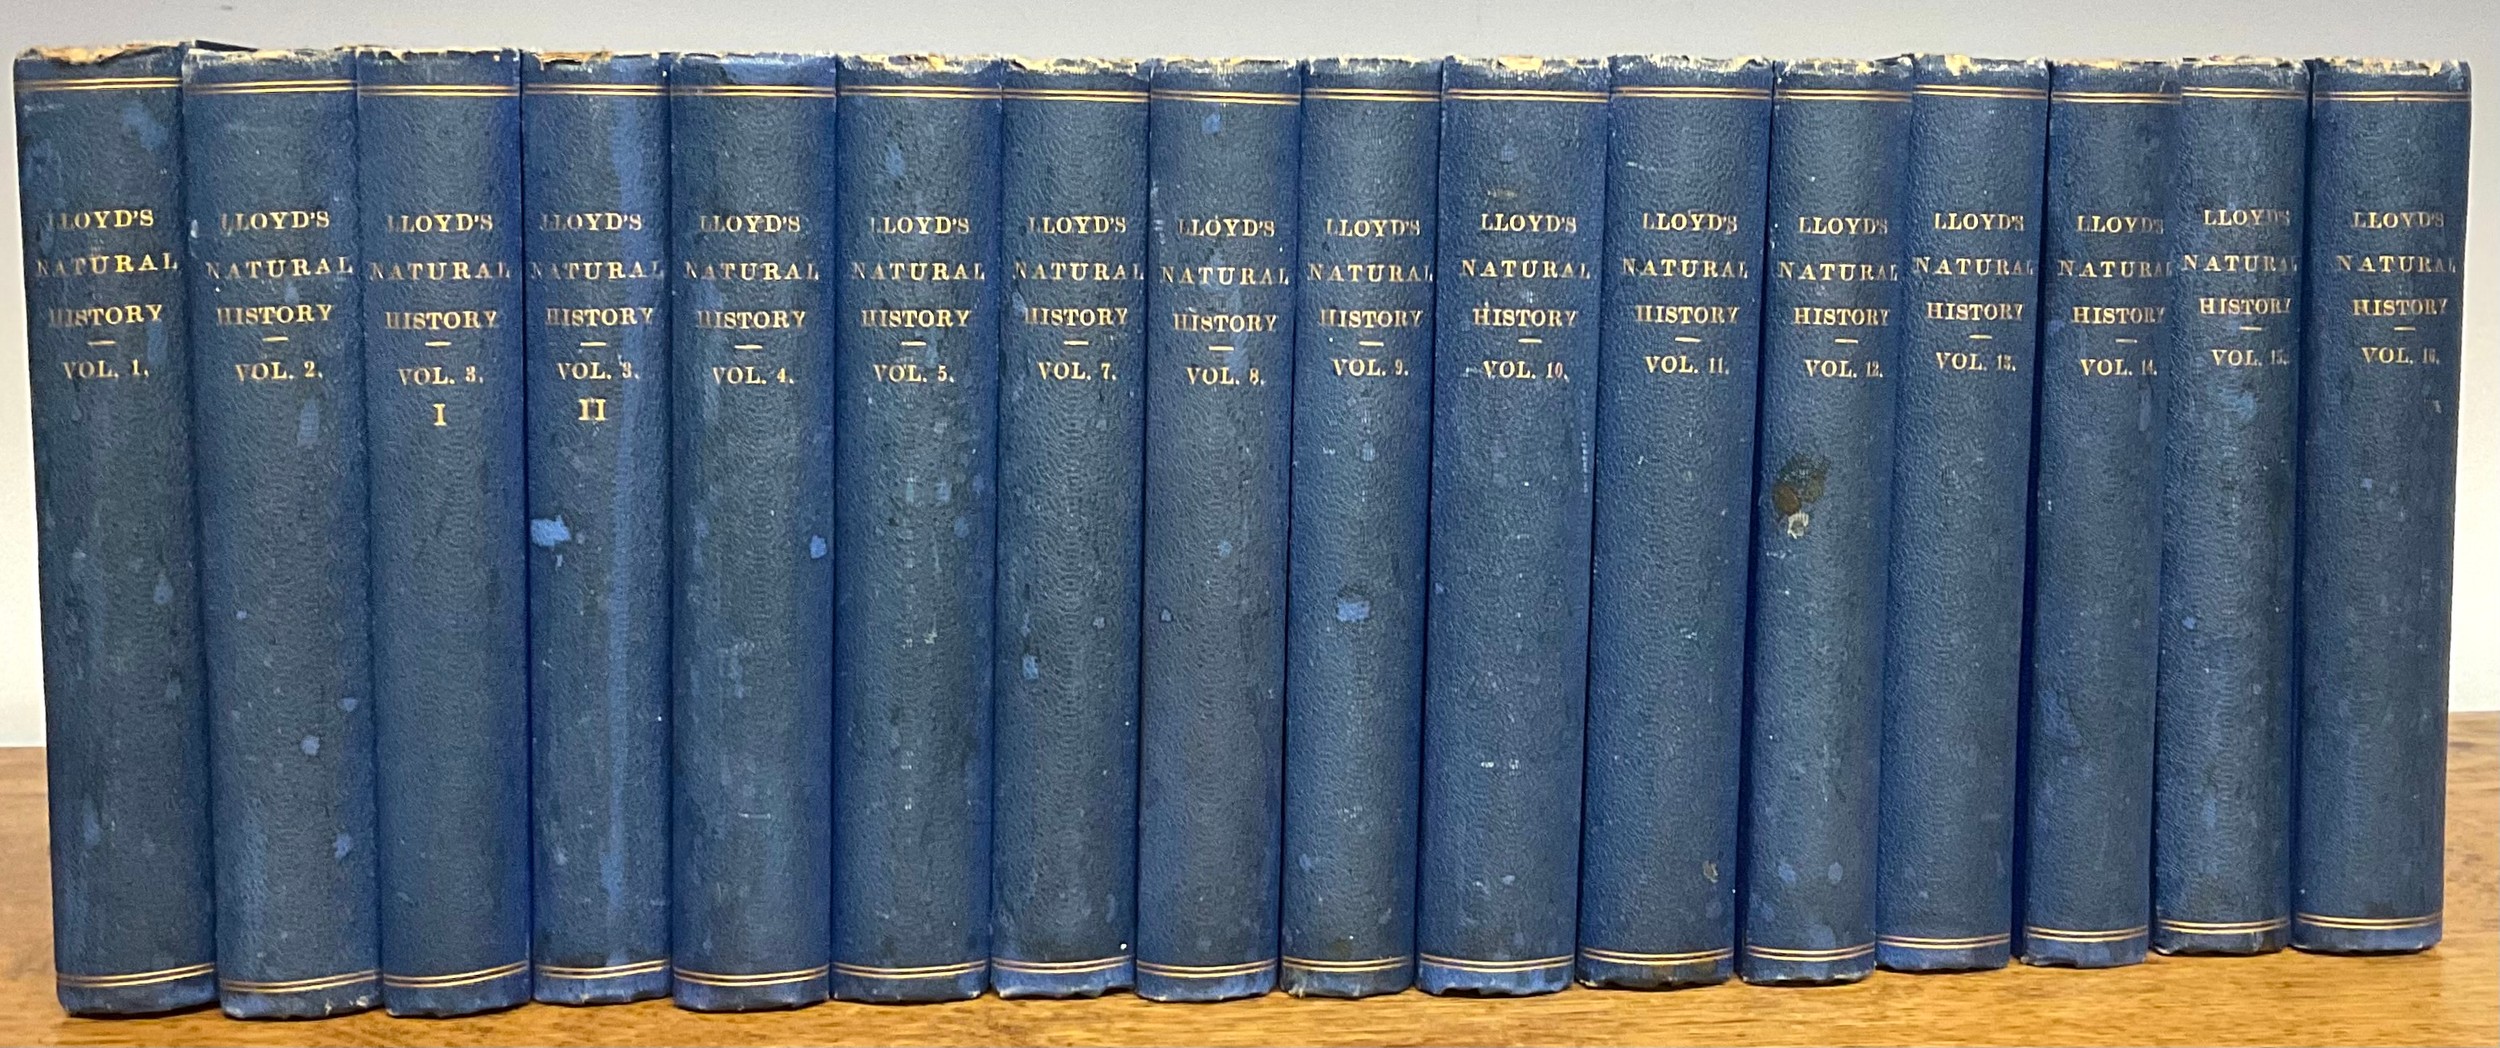 LLOYD'S
NATURAL
HISTORY
VOL. 1.
LLOYD'S
NATURAL
HISTORY
VOL. 2.
LLOYD'S
NATURAL
HISTORY
VOL. 3.
I
LLOYD'S
NATURAL
HISTORY
VOL. 3.
II
LLOYD'S
NATURAL
HISTORY
VOL. 4.
LLOYD'S
NATURAL
HISTORY
VOL. 5.
LLOYD'S
NATURAL
HISTORY
VOL. 7.
LLOYD'S
NATURAL
HISTORY
VOL. 8.
LLOYD'S
NATURAL
HISTORY
VOL. 9.
LLOYD'S
NATURAL
HISTORY
VOL. 10.
LLOYD'S
NATURAL
HISTORY
VOL. 11.
LLOYD'S
NATURAL
HISTORY
VOL. 12.
LLOYD'S
NATURAL
HISTORY
VOL. 13.
LLOYD'S
NATURAL
HISTORY
VOL. 14.
LLOYD'S
NATURAL
HISTORY
VOL. 15.
LLOYD'S
NATURAL
HISTORY
VOL. 16.